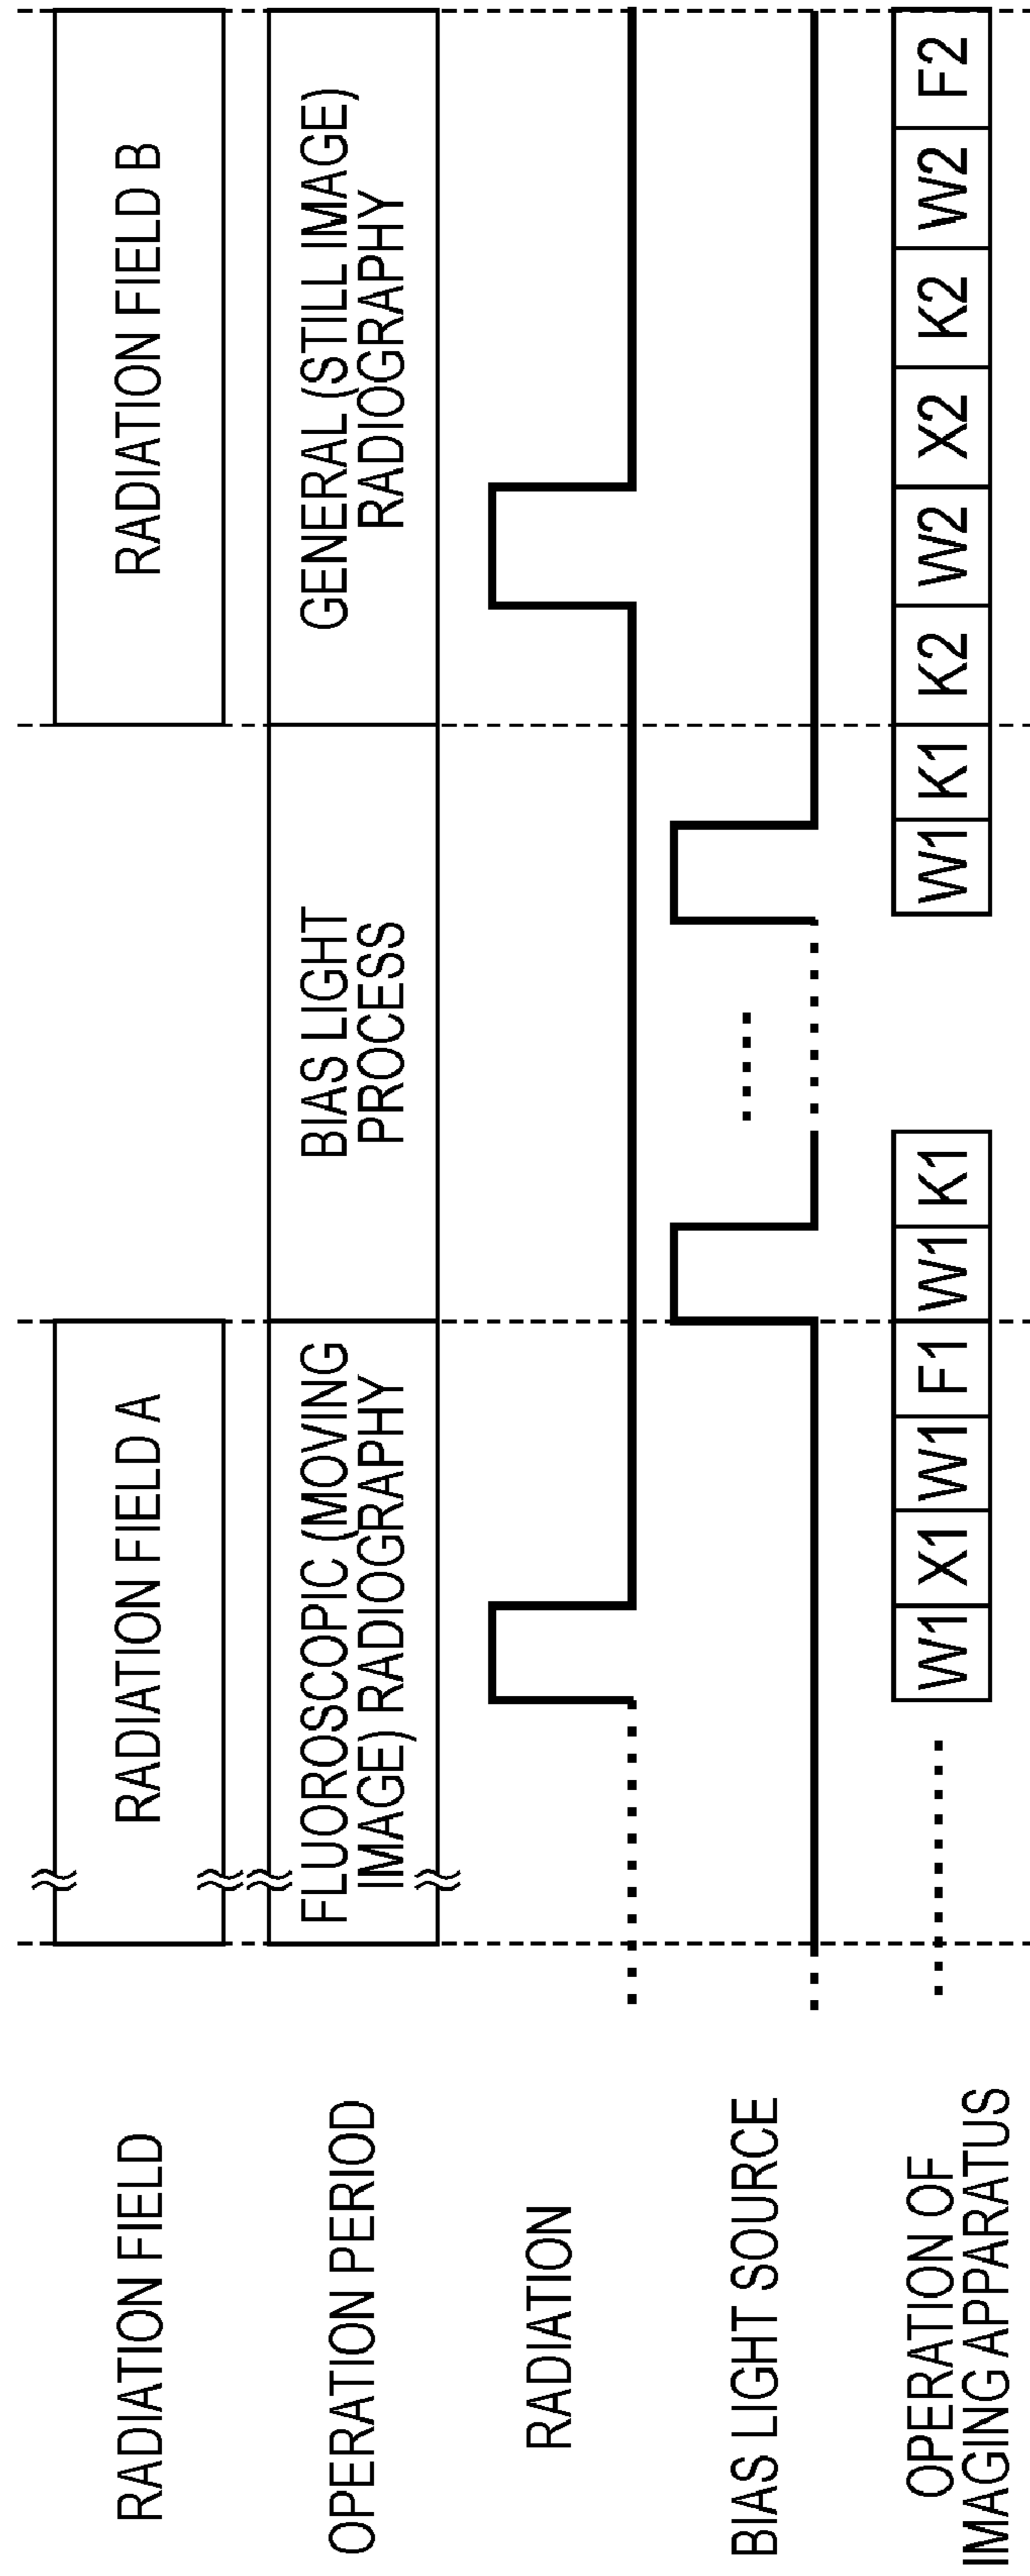 RADIATION FIELD
RADIATION FIELD A
RADIATION FIELD B
OPERATION PERIOD
FLUOROSCOPIC (MOVING
IMAGE) RADIOGRAPHY
BIAS LIGHT
PROCESS
GENERAL (STILL IMAGE)
RADIOGRAPHY
RADIATION
BIAS LIGHT SOURCE
OPERATION OF
IMAGING APPARATUS
W1 X1 W1 F1 W1 K1 W1 K1 K2 W2 X2 K2 W2 F2